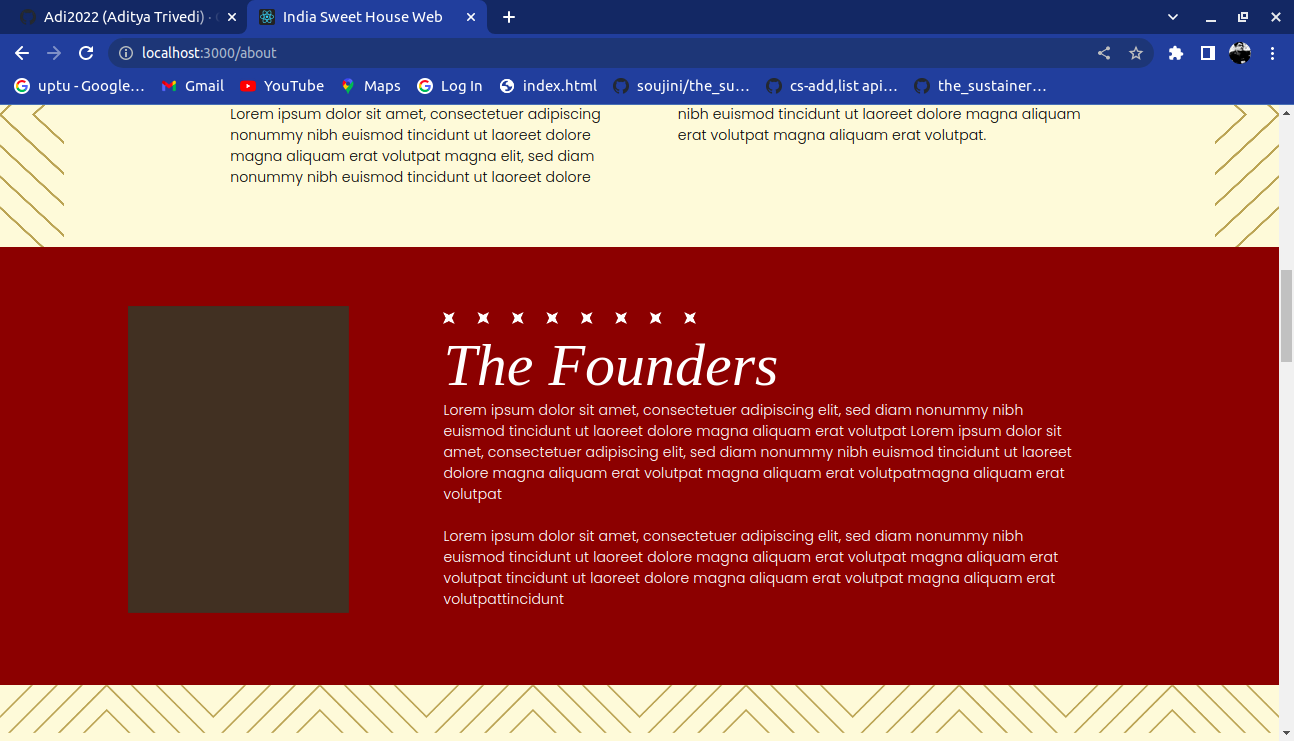 Adi2022 (Aditya Trivedi) ·
India Sweet House Web
localhost:3000/about
uptu - Google…
Gmail
YouTube
Maps
Log In
index.html
soujini/the_su…
cs-add,list api…
the_sustainer…
Lorem ipsum dolor sit amet, consectetuer adipiscing
nonummy nibh euismod tincidunt ut laoreet dolore
magna aliquam erat volutpat magna elit, sed diam
nonummy nibh euismod tincidunt ut laoreet dolore
nibh euismod tincidunt ut laoreet dolore magna aliquam
erat volutpat magna aliquam erat volutpat.
The Founders
Lorem ipsum dolor sit amet, consectetuer adipiscing elit, sed diam nonummy nibh
euismod tincidunt ut laoreet dolore magna aliquam erat volutpat Lorem ipsum dolor sit
amet, consectetuer adipiscing elit, sed diam nonummy nibh euismod tincidunt ut laoreet
dolore magna aliquam erat volutpat magna aliquam erat volutpatmagna aliquam erat
volutpat
Lorem ipsum dolor sit amet, consectetuer adipiscing elit, sed diam nonummy nibh
euismod tincidunt ut laoreet dolore magna aliquam erat volutpat magna aliquam erat
volutpat tincidunt ut laoreet dolore magna aliquam erat volutpat magna aliquam erat
volutpattincidunt